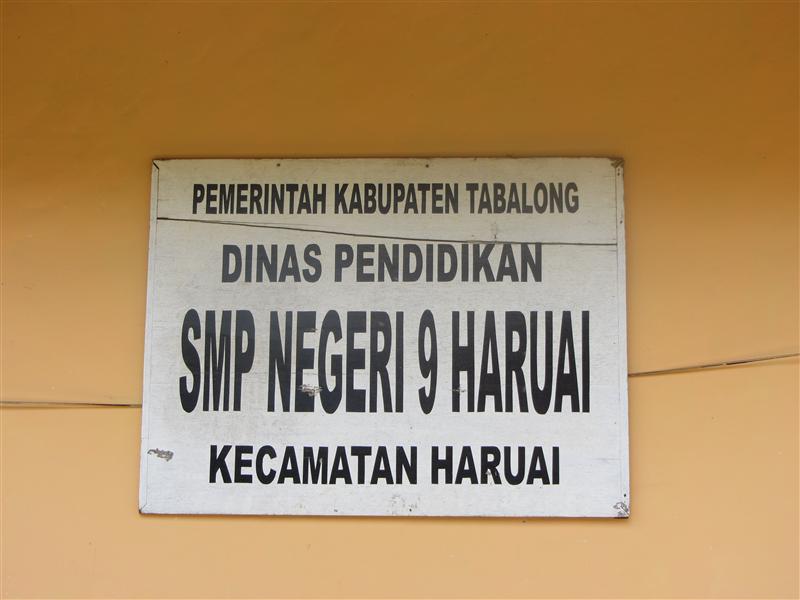 PEMERINTAH KABUPATEN TABALONG
DINAS PENDIDIKAN
SMP NEGERI 9 HARUAI
KECAMATAN HARUAI